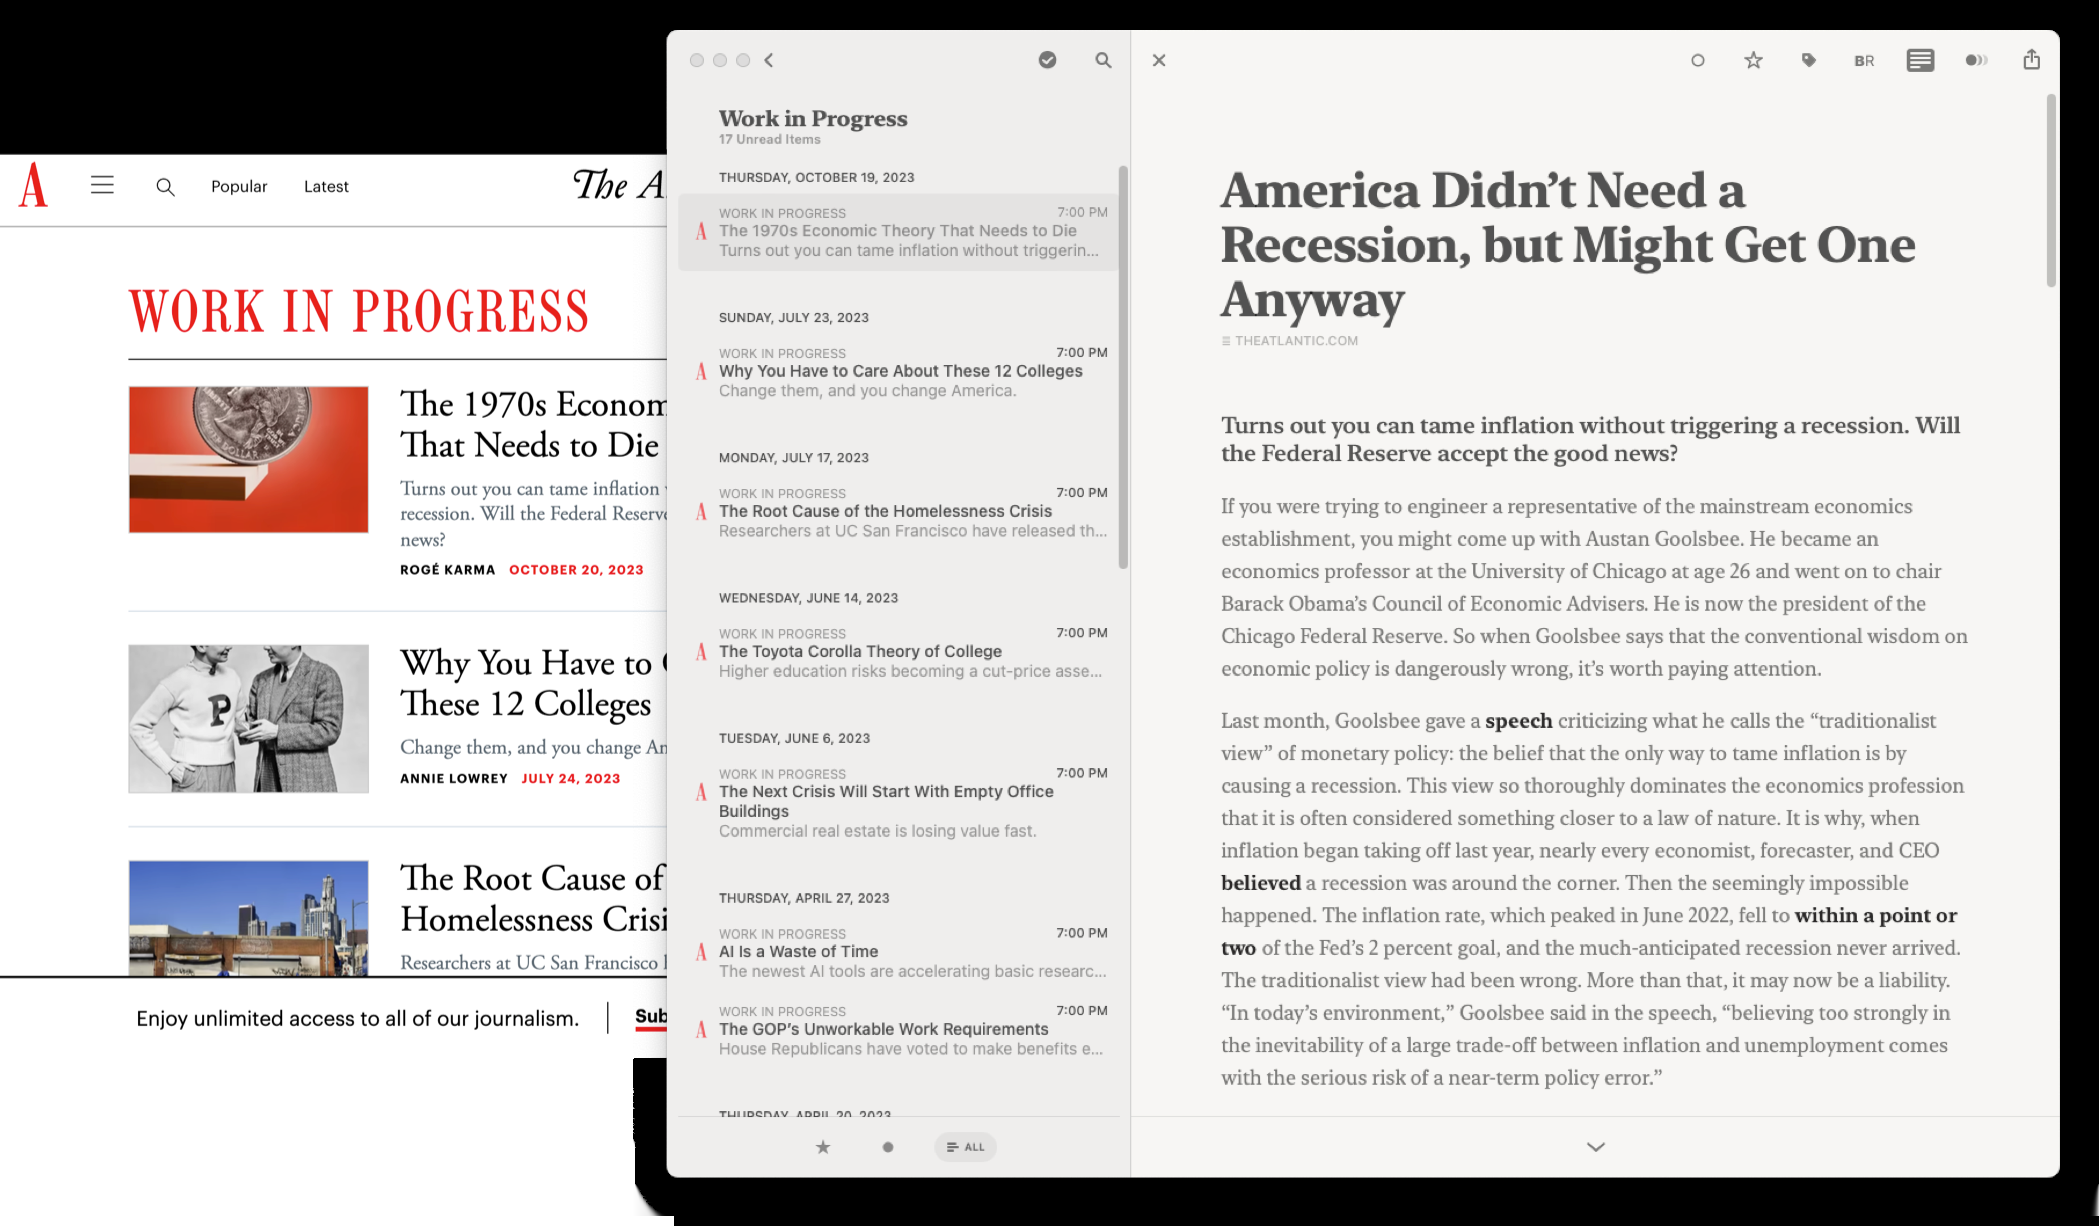 A
Popular
Latest
The A
WORK IN PROGRESS
The 1970s Econom
That Needs to Die
Turns out you can tame inflation
recession. Will the Federal Reserve
news?
ROGÉ KARMA OCTOBER 20, 2023
P
Why You Have to
These 12 Colleges
Change them, and you change An
ANNIE LOWREY JULY 24, 2023
The Root Cause of
Homelessness Crisi
Researchers at UC San Francisco
Enjoy unlimited access to all of our journalism.
Sub
Work in Progress
17 Unread Items
THURSDAY, OCTOBER 19, 2023
WORK IN PROGRESS 7:00 PM
A The 1970s Economic Theory That Needs to Die
Turns out you can tame inflation without triggerin...
SUNDAY, JULY 23, 2023
WORK IN PROGRESS 7:00 PM
A Why You Have to Care About These 12 Colleges
Change them, and you change America.
MONDAY, JULY 17, 2023
WORK IN PROGRESS 7:00 PM
A The Root Cause of the Homelessness Crisis
Researchers at UC San Francisco have released th...
WEDNESDAY, JUNE 14, 2023
WORK IN PROGRESS 7:00 PM
A The Toyota Corolla Theory of College
Higher education risks becoming a cut-price asse...
TUESDAY, JUNE 6, 2023
WORK IN PROGRESS 7:00 PM
A The Next Crisis Will Start With Empty Office
Buildings
Commercial real estate is losing value fast.
THURSDAY, APRIL 27, 2023
WORK IN PROGRESS 7:00 PM
A AI Is a Waste of Time
The newest AI tools are accelerating basic researc...
WORK IN PROGRESS 7:00 PM
A The GOP's Unworkable Work Requirements
House Republicans have voted to make benefits e...
THURSDAY, APRIL 20, 2023
ALL
BR
America Didn't Need a
Recession, but Might Get One
Anyway
THEATLANTIC.COM
Turns out you can tame inflation without triggering a recession. Will
the Federal Reserve accept the good news?
If you were trying to engineer a representative of the mainstream economics
establishment, you might come up with Austan Goolsbee. He became an
economics professor at the University of Chicago at age 26 and went on to chair
Barack Obama's Council of Economic Advisers. He is now the president of the
Chicago Federal Reserve. So when Goolsbee says that the conventional wisdom on
economic policy is dangerously wrong, it's worth paying attention.
Last month, Goolsbee gave a speech criticizing what he calls the “traditionalist
view” of monetary policy: the belief that the only way to tame inflation is by
causing a recession. This view so thoroughly dominates the economics profession
that it is often considered something closer to a law of nature. It is why, when
inflation began taking off last year, nearly every economist, forecaster, and CEO
believed a recession was around the corner. Then the seemingly impossible
happened. The inflation rate, which peaked in June 2022, fell to within a point or
two of the Fed's 2 percent goal, and the much-anticipated recession never arrived.
The traditionalist view had been wrong. More than that, it may now be a liability.
“In today's environment,” Goolsbee said in the speech, “believing too strongly in
the inevitability of a large trade-off between inflation and unemployment comes
with the serious risk of a near-term policy error.”